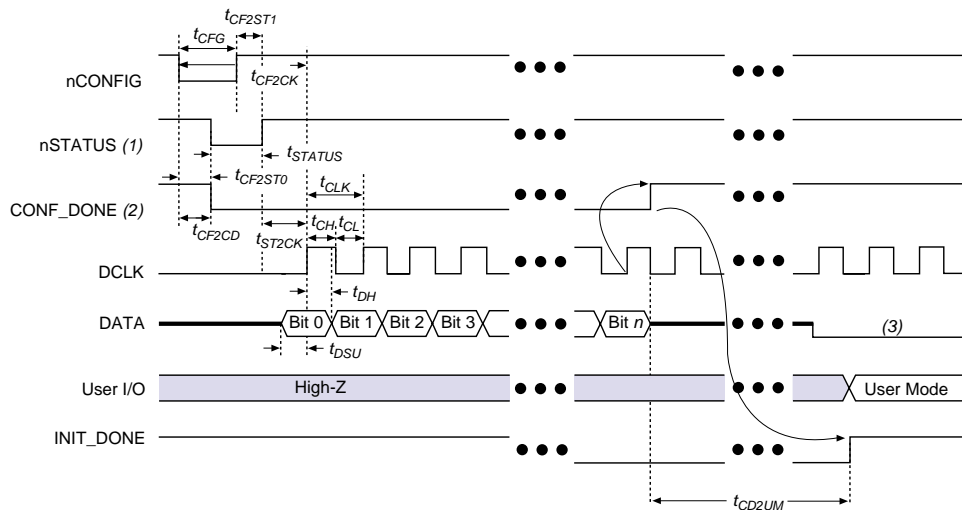 tCF2ST1
tCFG
tCF2CK
nCONFIG
nSTATUS (1)
tSTATUS
tCF2ST0
tCLK
CONF_DONE (2)
tCF2CD
tST2CK
tCH
tCL
DCLK
tDH
DATA
Bit 0
Bit 1
Bit 2
Bit 3
Bit n
(3)
tDSU
User I/O
High-Z
User Mode
INIT_DONE
tCD2UM